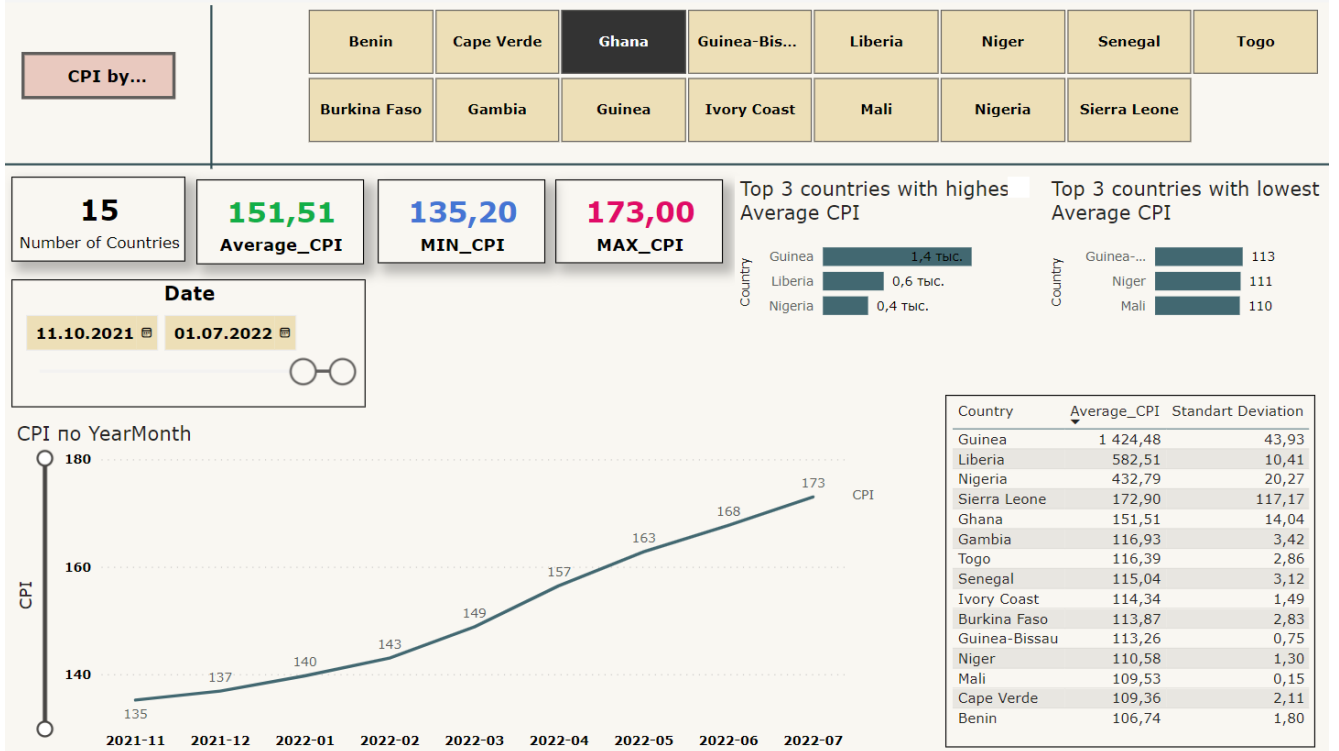 CPI by...
Benin
Cape Verde
Ghana
Guinea-Bis...
Liberia
Niger
Senegal
Togo
Burkina Faso
Gambia
Guinea
Ivory Coast
Mali
Nigeria
Sierra Leone
15
Number of Countries
151,51
Average_CPI
135,20
MIN_CPI
173,00
MAX_CPI
Top 3 countries with highes
Average CPI
Country
Guinea 1,4 тыс.
Liberia 0,6 тыс.
Nigeria 0,4 тыс.
Top 3 countries with lowest
Average CPI
Country
Guinea-... 113
Niger 111
Mali 110
Date
11.10.2021 01.07.2022
CPI по YearMonth
CPI
180
160
140
135
137
140
143
149
157
163
168
173
CPI
2021-11 2021-12 2022-01 2022-02 2022-03 2022-04 2022-05 2022-06 2022-07
Country Average_CPI Standart Deviation
Guinea 1 424,48 43,93
Liberia 582,51 10,41
Nigeria 432,79 20,27
Sierra Leone 172,90 117,17
Ghana 151,51 14,04
Gambia 116,93 3,42
Togo 116,39 2,86
Senegal 115,04 3,12
Ivory Coast 114,34 1,49
Burkina Faso 113,87 2,83
Guinea-Bissau 113,26 0,75
Niger 110,58 1,30
Mali 109,53 0,15
Cape Verde 109,36 2,11
Benin 106,74 1,80